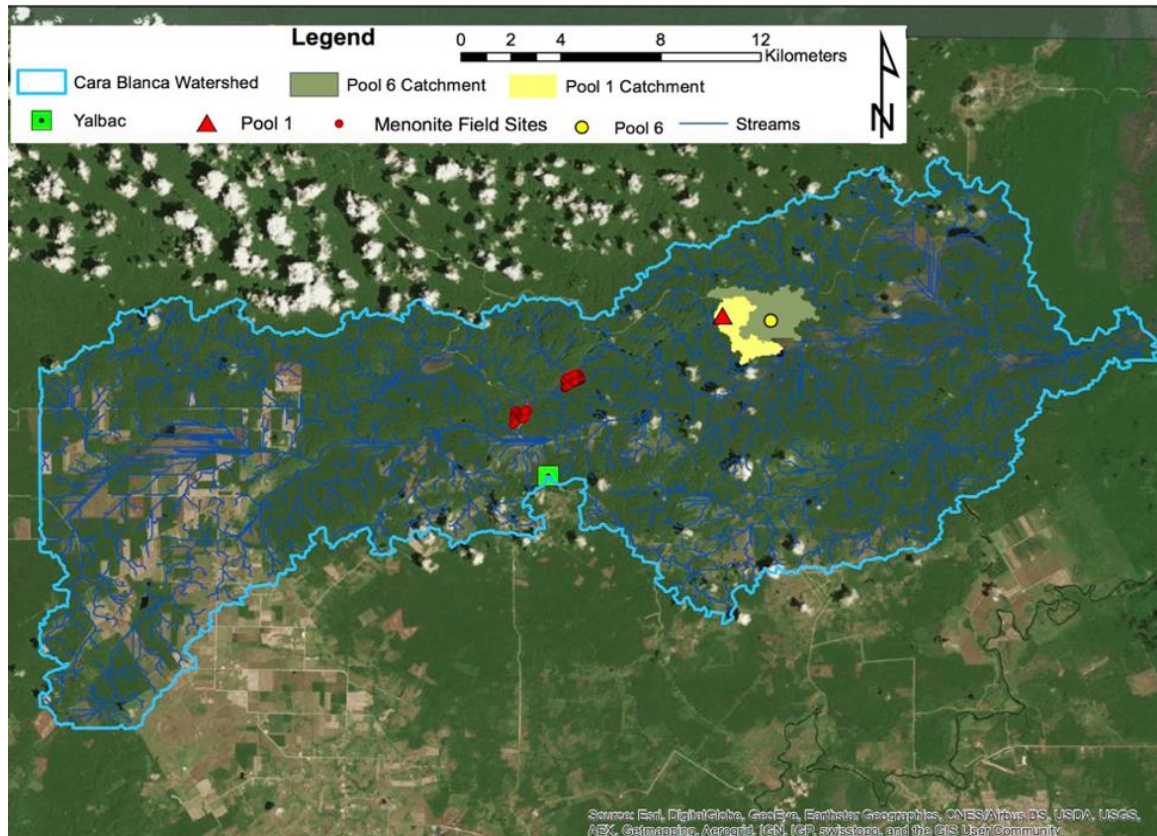 Legend
0 2 4 8 12
Kilometers
Cara Blanca Watershed Pool 6 Catchment Pool 1 Catchment
Yalbac Pool 1 Menonite Field Sites Pool 6 Streams
N
Source: Esri, DigitalGlobe, GeoEye, Earthstar Geographics, CNES/Airbus DS, USDA, USGS,
AEX, Getmapping, Aerogrid, IGN, IGP, swisstopo, and the GIS User Community